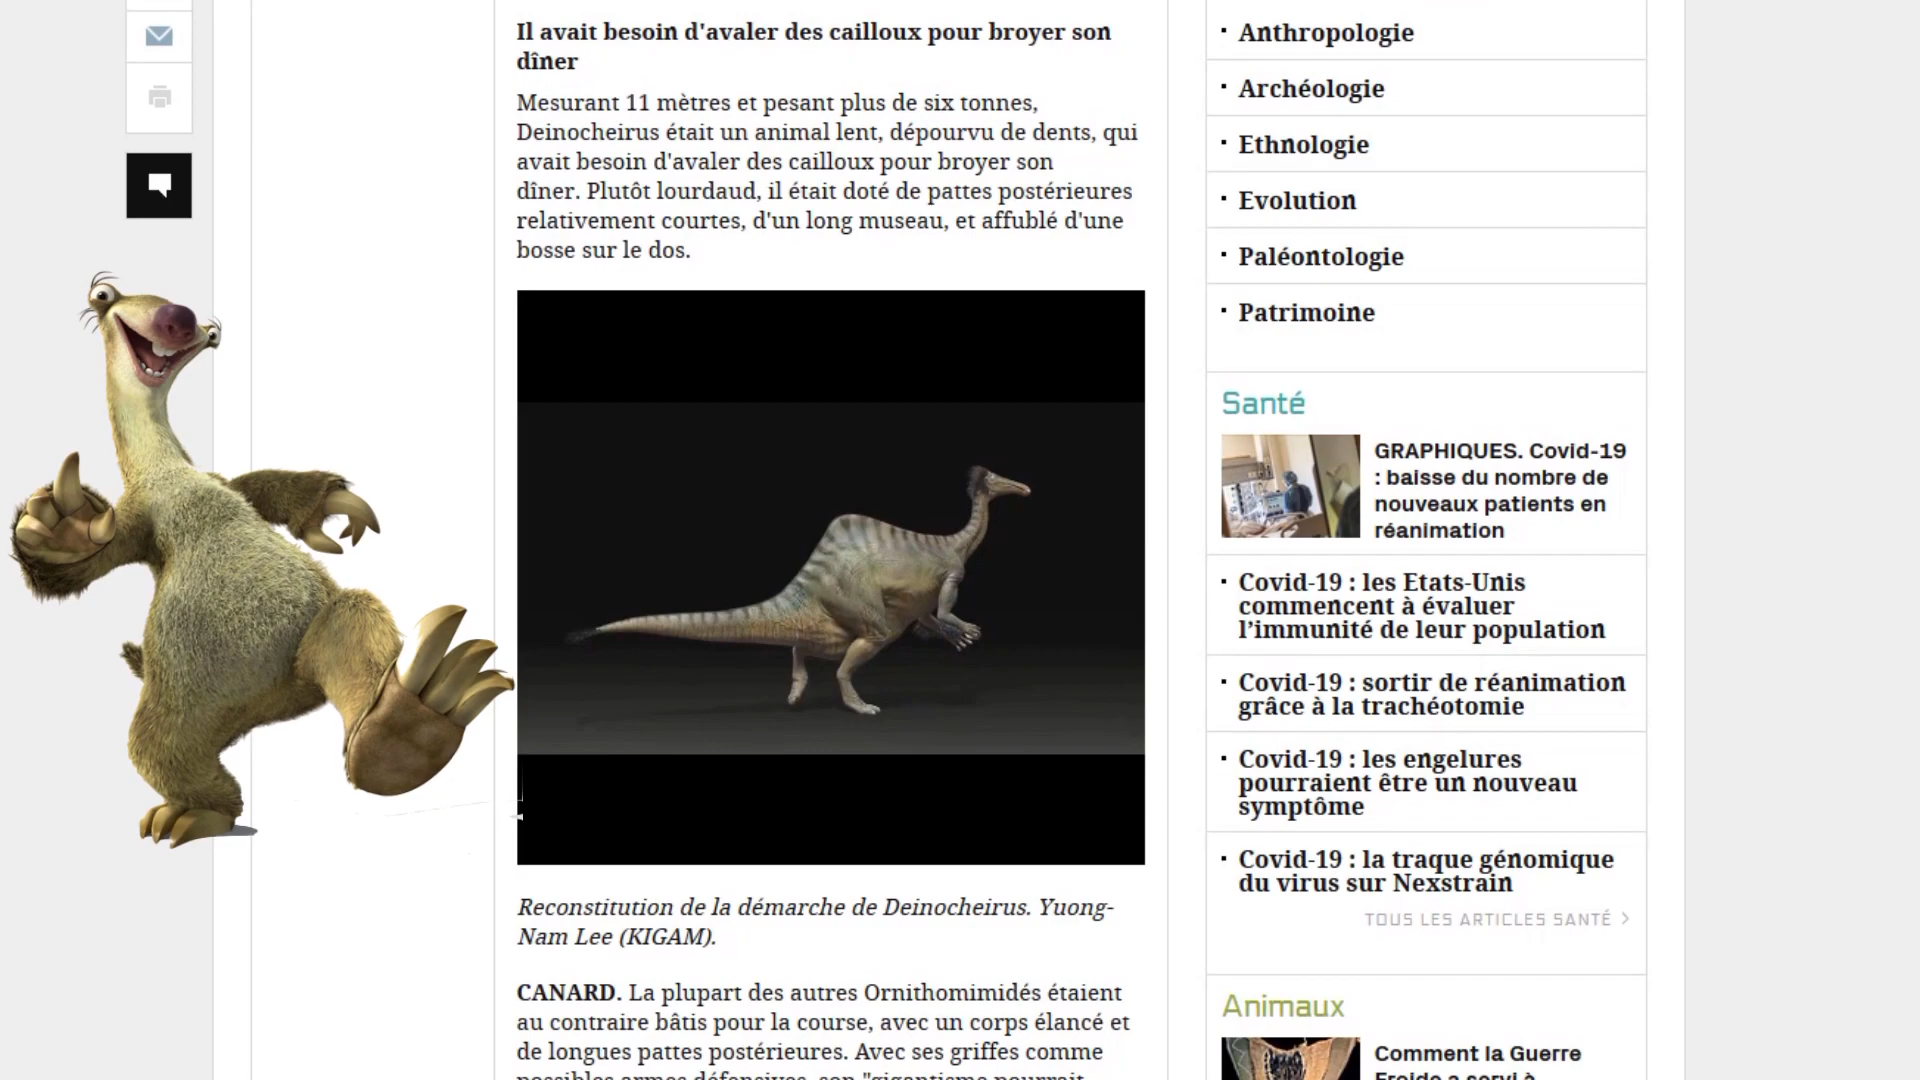 Il avait besoin d'avaler des cailloux pour broyer son
dîner
Mesurant 11 mètres et pesant plus de six tonnes,
Deinocheirus était un animal lent, dépourvu de dents, qui
avait besoin d'avaler des cailloux pour broyer son
dîner. Plutôt lourdaud, il était doté de pattes postérieures
relativement courtes, d'un long museau, et affublé d'une
bosse sur le dos.
Reconstitution de la démarche de Deinocheirus. Yuong-
Nam Lee (KIGAM).
CANARD. La plupart des autres Ornithomimidés étaient
au contraire bâtis pour la course, avec un corps élancé et
de longues pattes postérieures. Avec ses griffes comme
possibles armes défensives, son "gigantisme pourrait
Anthropologie
Archéologie
Ethnologie
Evolution
Paléontologie
Patrimoine
Santé
GRAPHIQUES. Covid-19
: baisse du nombre de
nouveaux patients en
réanimation
Covid-19 : les Etats-Unis
commencent à évaluer
l’immunité de leur population
Covid-19 : sortir de réanimation
grâce à la trachéotomie
Covid-19 : les engelures
pourraient être un nouveau
symptôme
Covid-19 : la traque génomique
du virus sur Nexstrain
TOUS LES ARTICLES SANTÉ
Animaux
Comment la Guerre
Froide a servi à